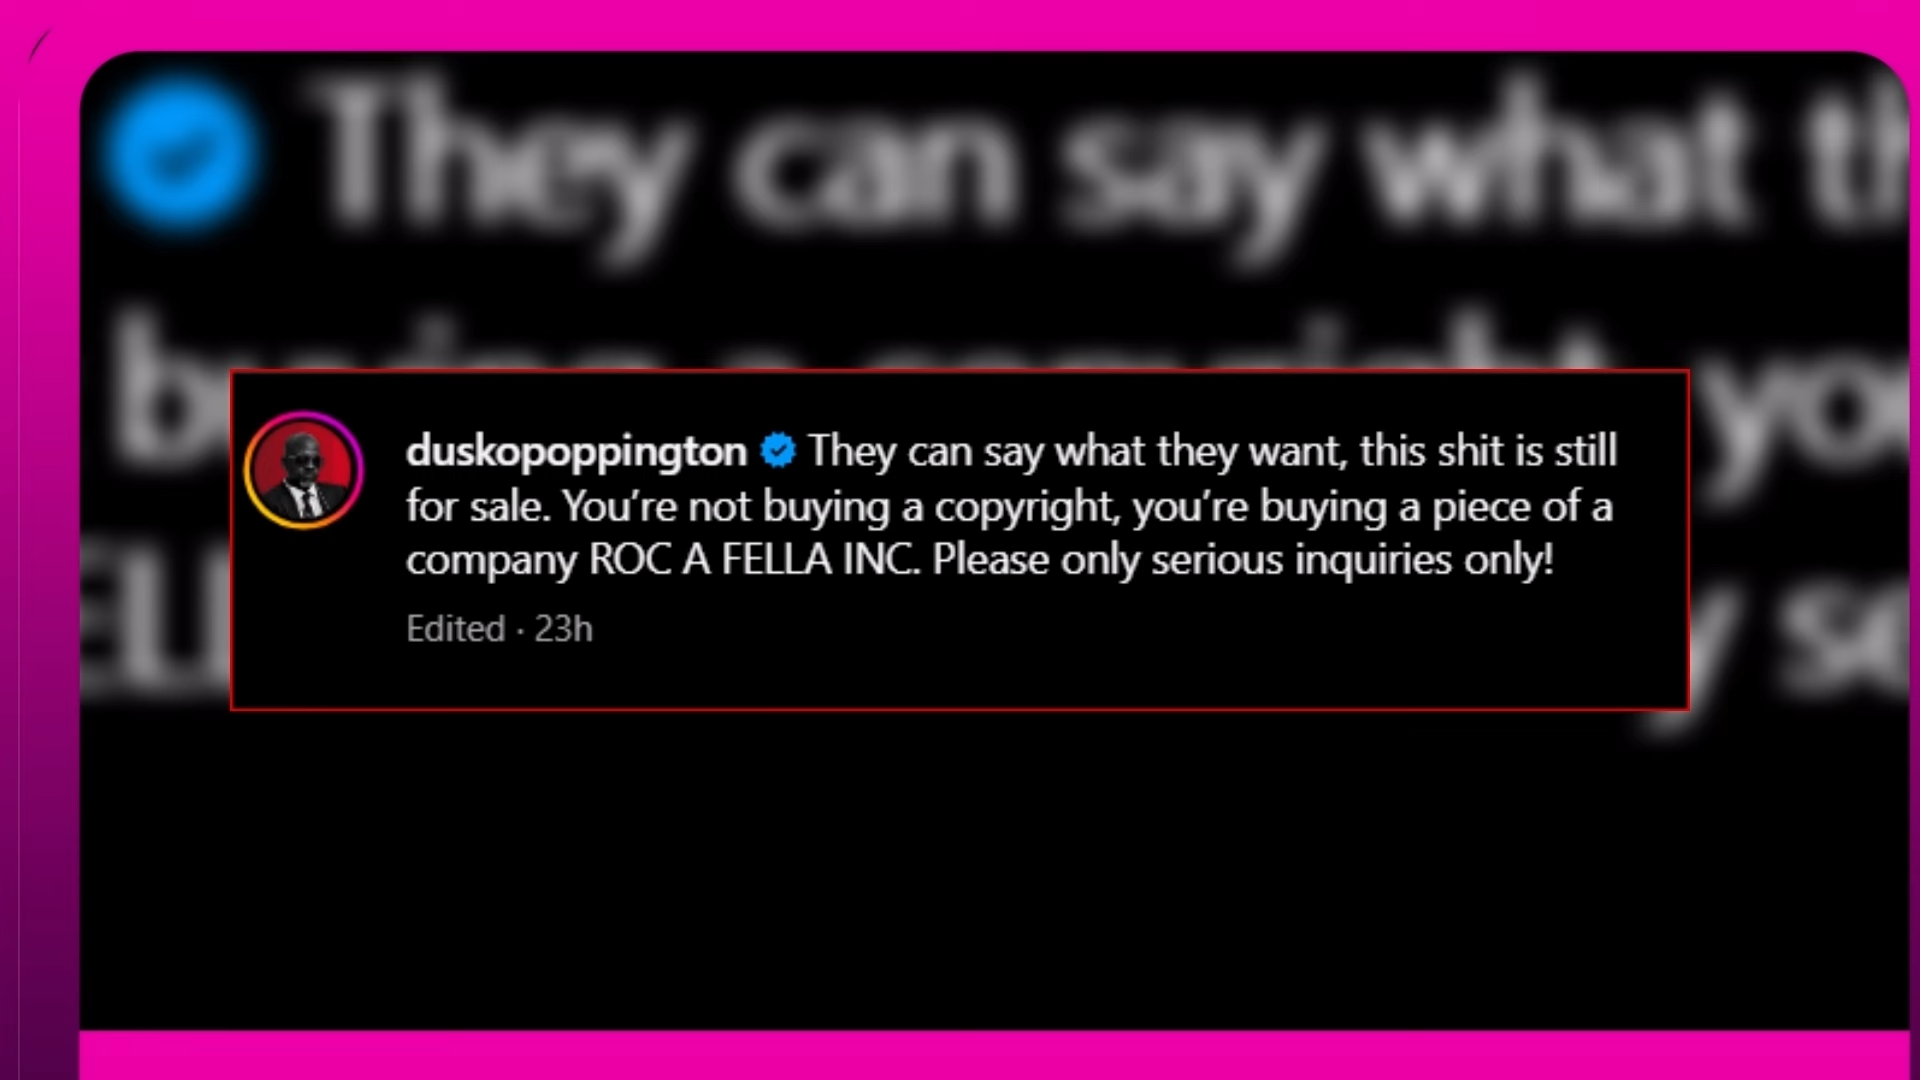 They can say what th
duskopoppington They can say what they want, this shit is still
for sale. You’re not buying a copyright, you’re buying a piece of a
company ROC A FELLA INC. Please only serious inquiries only!
Edited · 23h